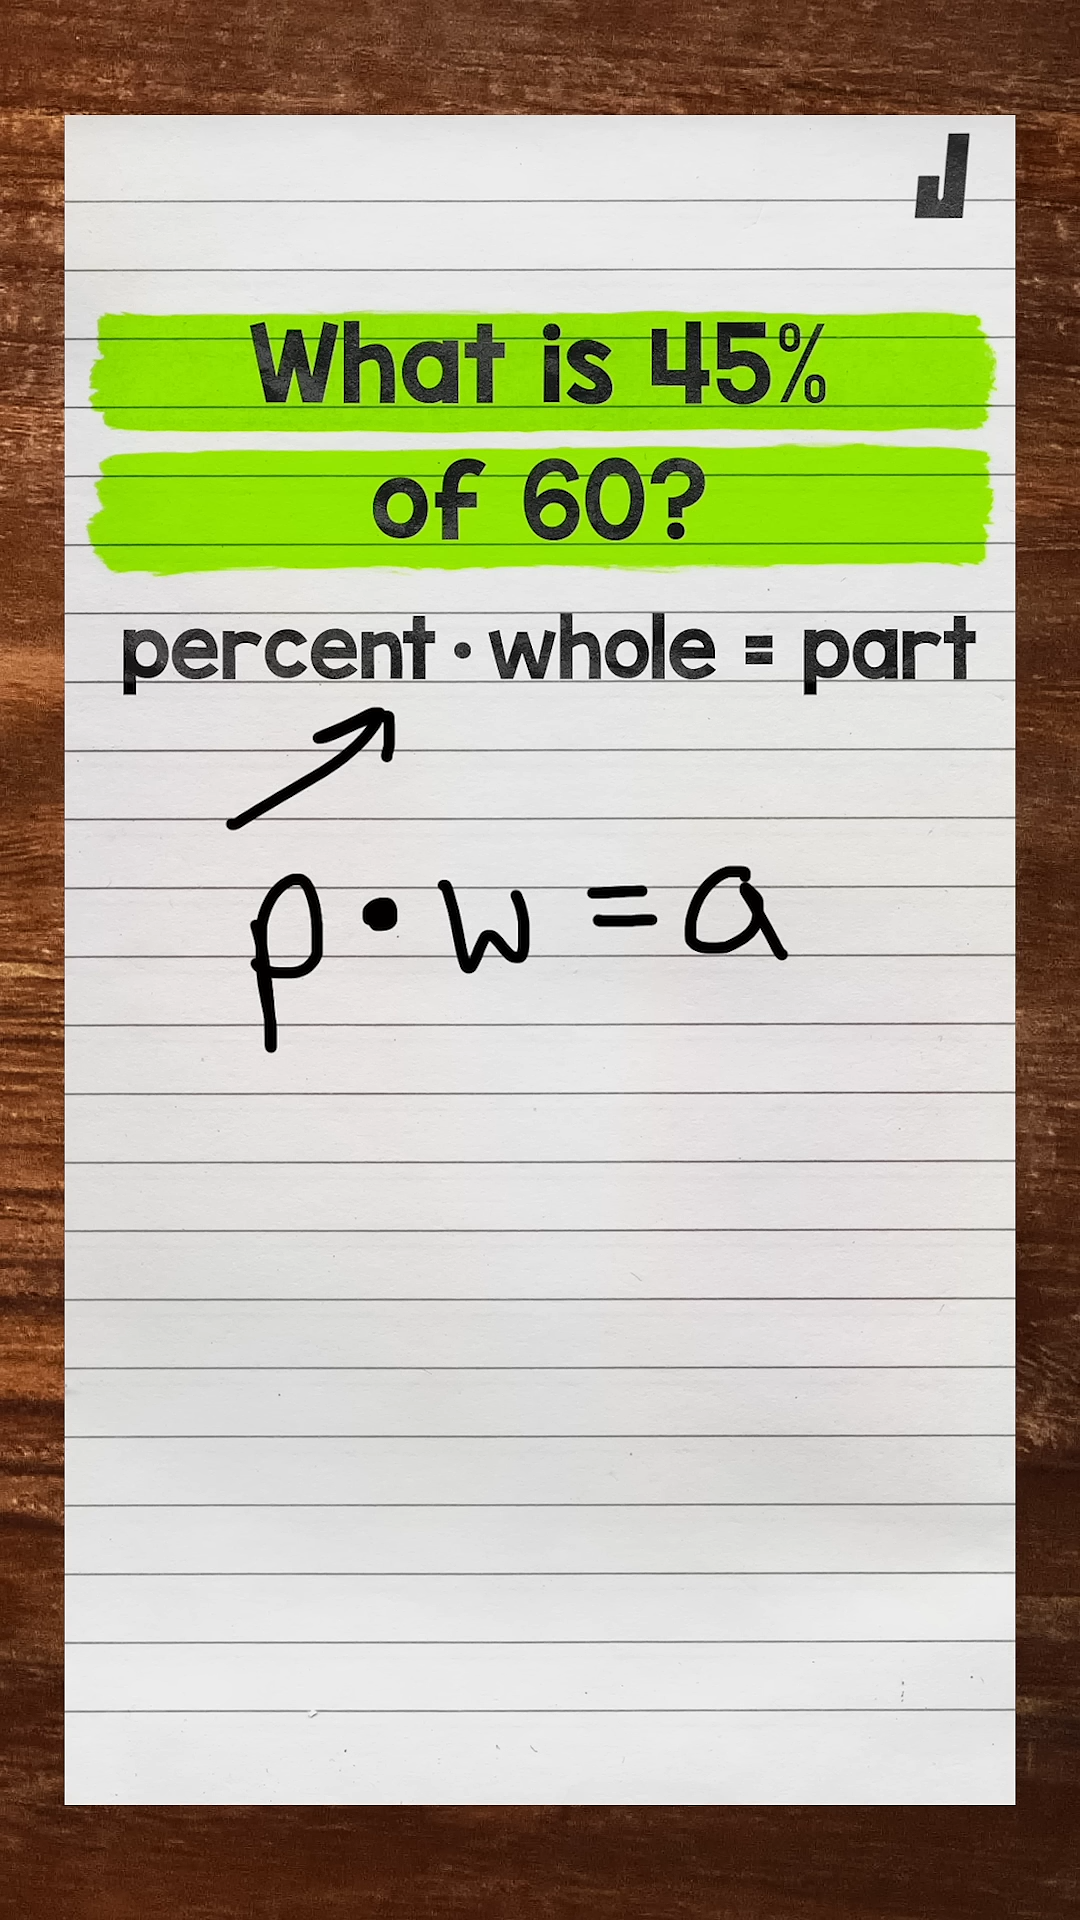 J
What is 45%
of 60?
percent · whole = part
p · w = a